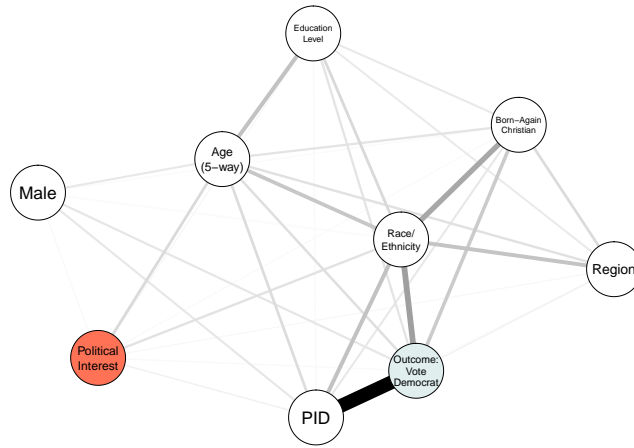 Education
Level
Born−Again
Christian
Age
(5−way)
Male
Race/
Ethnicity
Region
Political
Interest
Outcome:
Vote
Democrat
PID